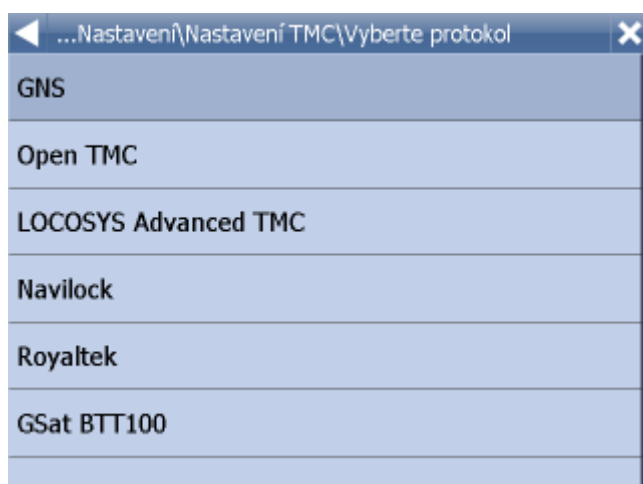 ...Nastavení\Nastavení TMC\Vyberte protokol
GNS
Open TMC
LOCOSYS Advanced TMC
Navilock
Royaltek
GSat BTT100